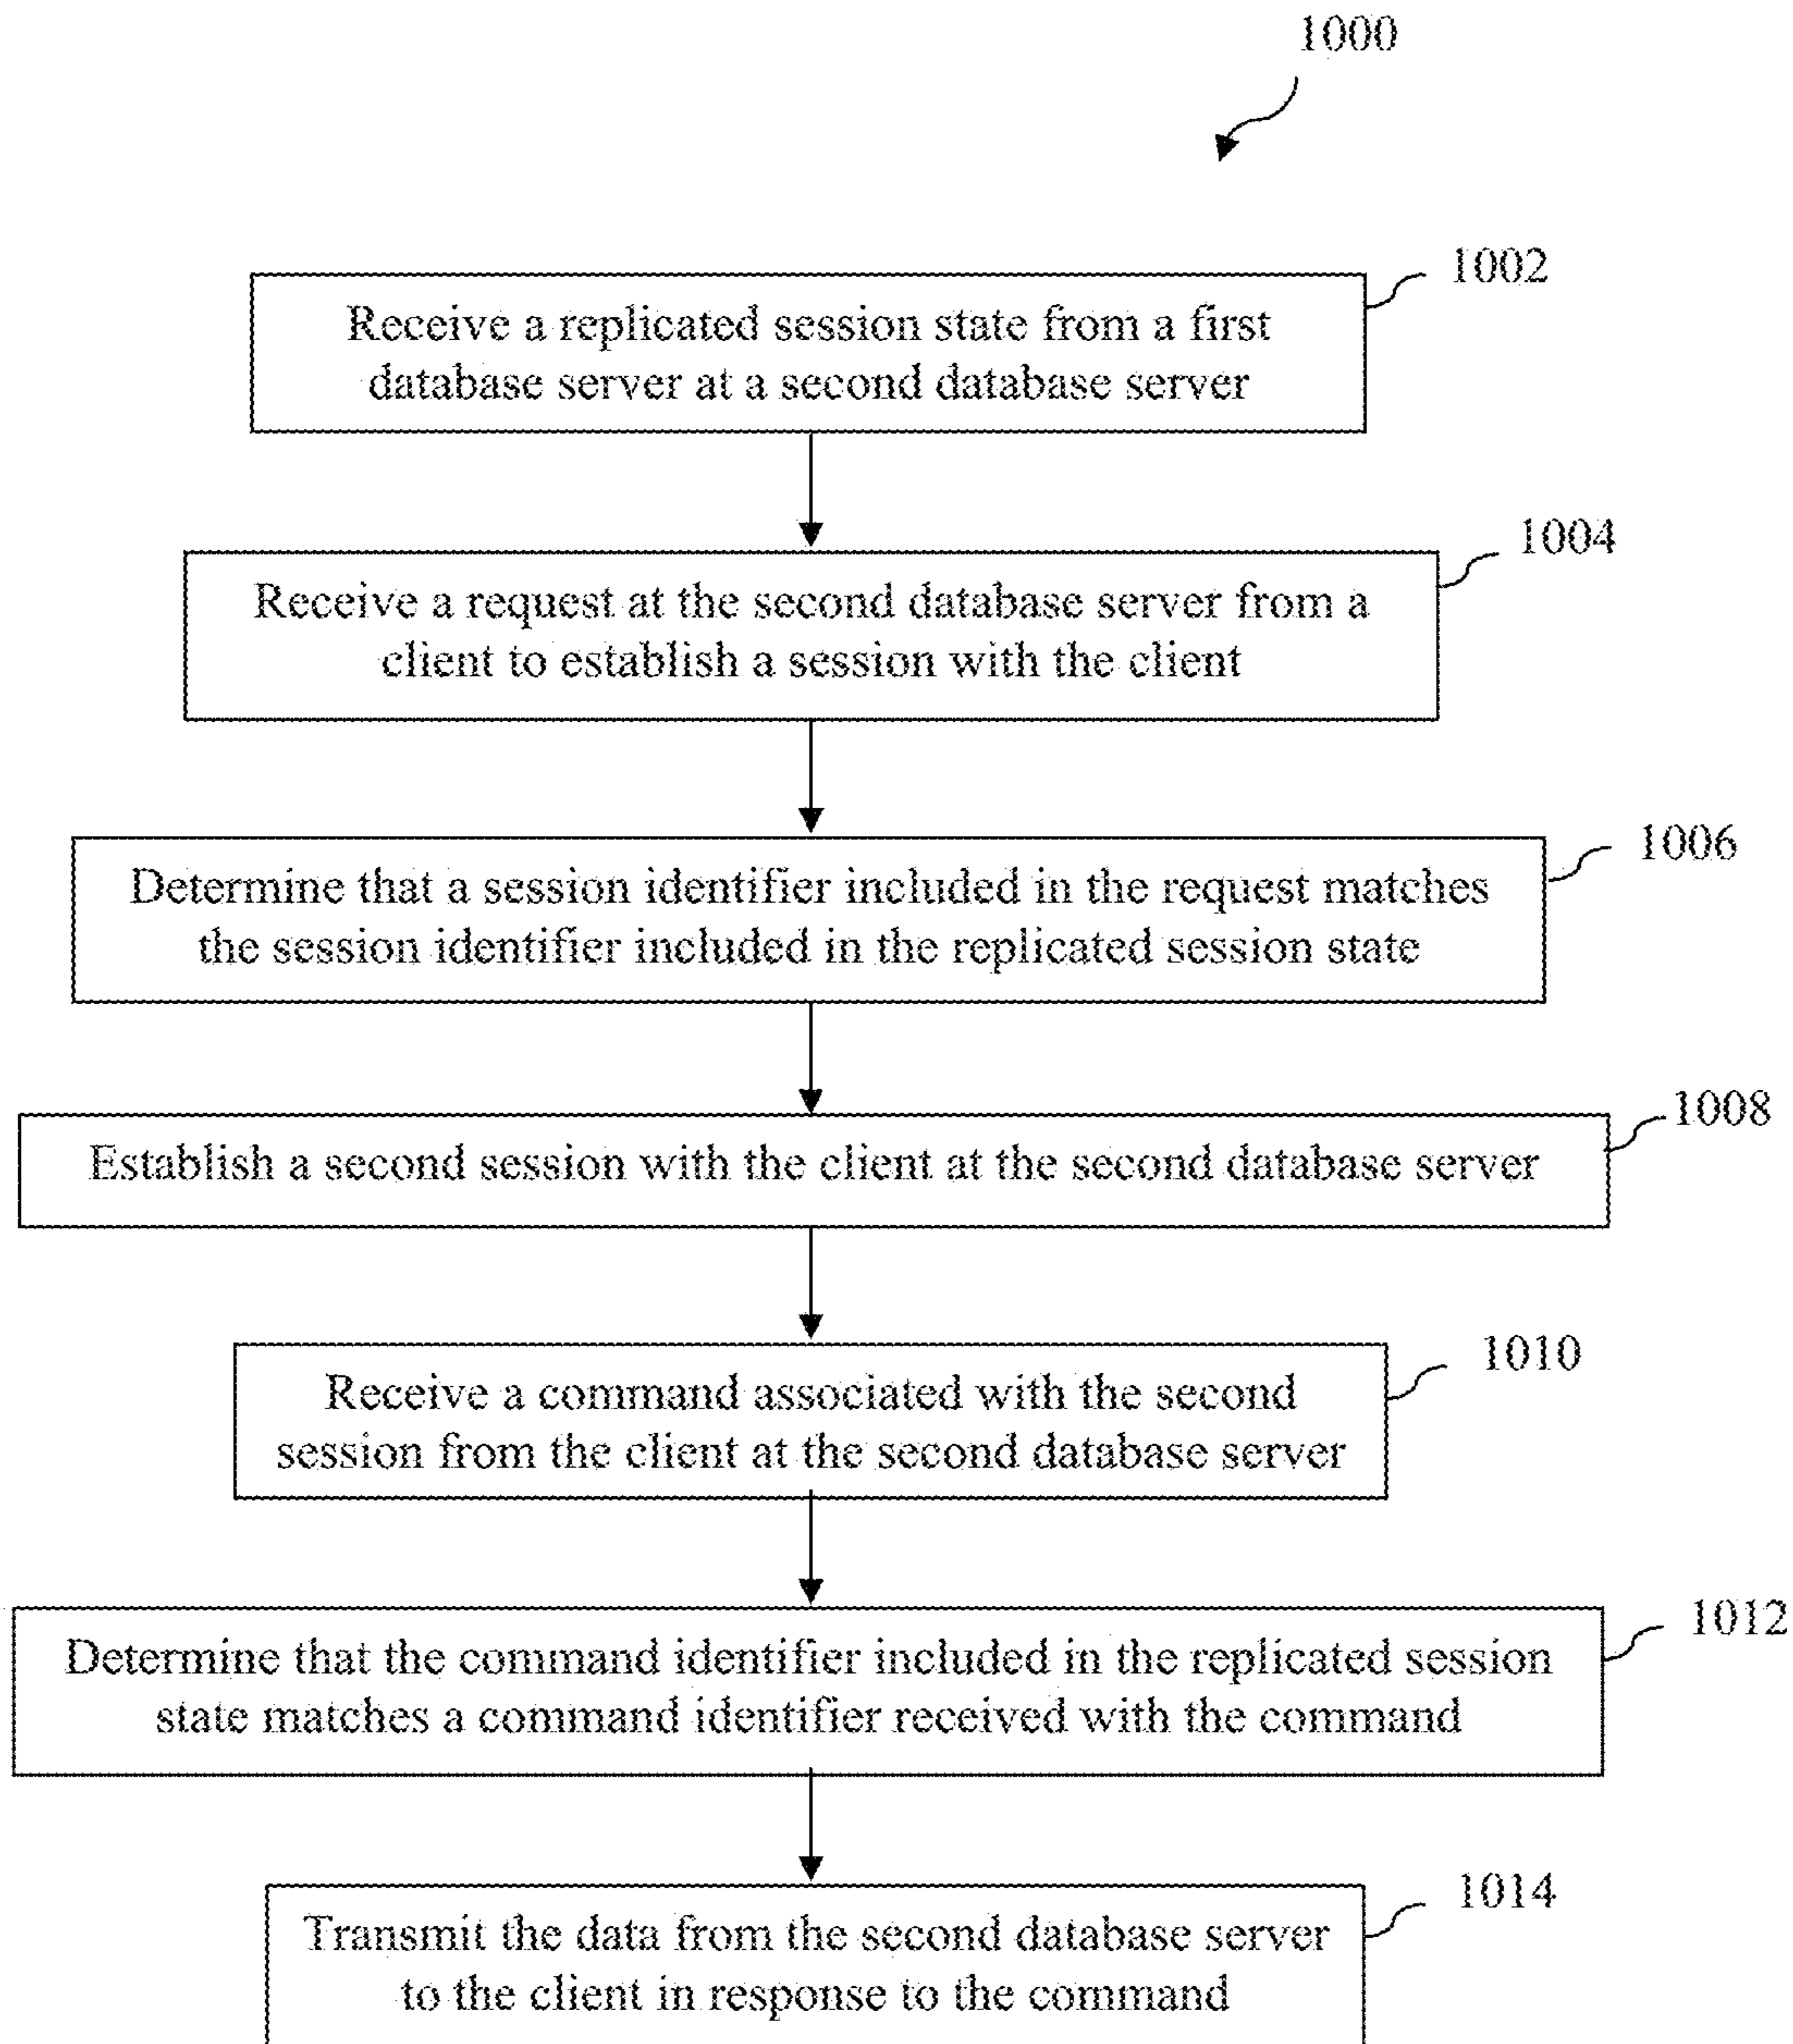 1000
1002
Receive a replicated session state from a first
database server at a second database server
1004
Receive a request at the second database server from a
client to establish a session with the client
1006
Determine that a session identifier included in the request matches
the session identifier included in the replicated session state
1008
Establish a second session with the client at the second database server
1010
Receive a command associated with the second
session from the client at the second database server
1012
Determine that the command identifier included in the replicated session
state matches a command identifier received with the command
1014
Transmit the data from the second database server
to the client in response to the command